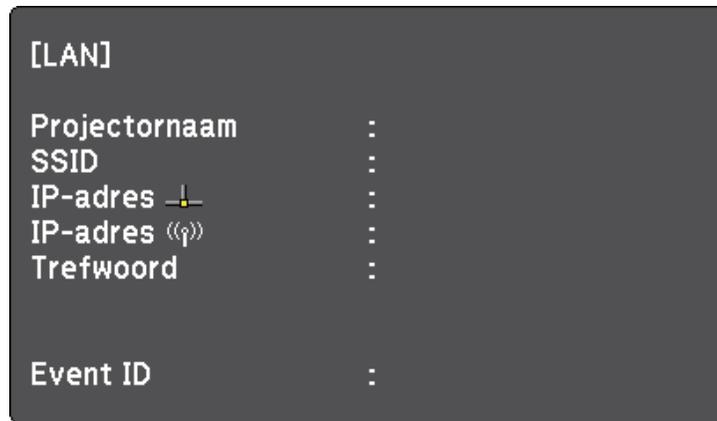 [LAN]
Projectornaam :
SSID :
IP-adres :
IP-adres :
Trefwoord :
Event ID :